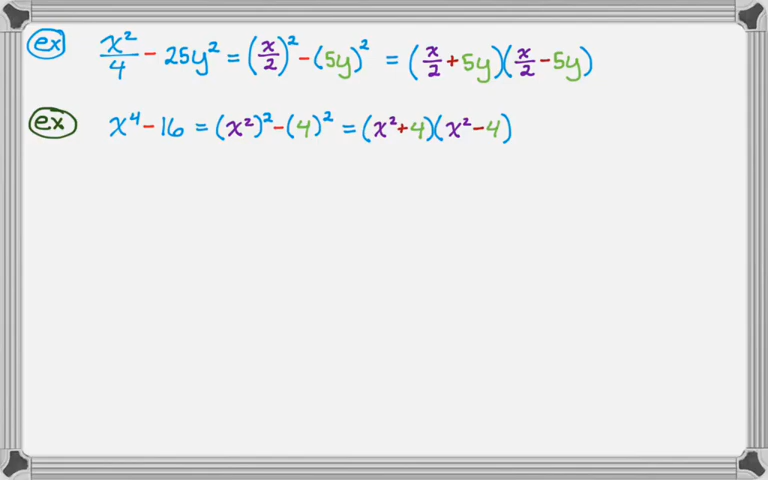 ex x²/4 - 25y² = (x/2)² - (5y)² = (x/2 + 5y)(x/2 - 5y)
ex x⁴ - 16 = (x²)² - (4)² = (x² + 4)(x² - 4)